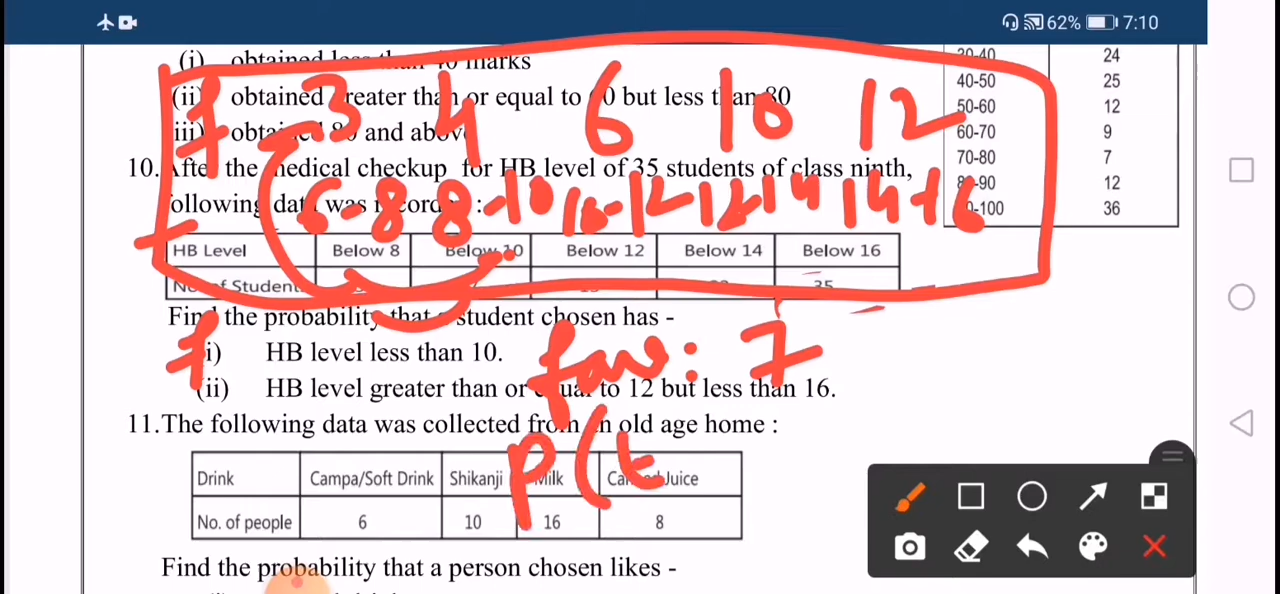 62% 7:10
(i) obtained less than 40 marks
(ii) obtained greater than or equal to 60 but less than 80
iii) obtained 80 and above
20-40 24
40-50 25
50-60 12
60-70 9
70-80 7
80-90 12
90-100 36
f 3 4 6 10 12
6-8 8-10 10-12 12-14 14-16
10. After the medical checkup for HB level of 35 students of class ninth,
following data was recorded :
HB Level Below 8 Below 10 Below 12 Below 14 Below 16
No. of Students 35
Find the probability that a student chosen has -
(i) HB level less than 10.
(ii) HB level greater than or equal to 12 but less than 16.
f
fav: 7
P(t
11. The following data was collected from an old age home :
Drink Campa/Soft Drink Shikanji Milk Canned Juice
No. of people 6 10 16 8
Find the probability that a person chosen likes -